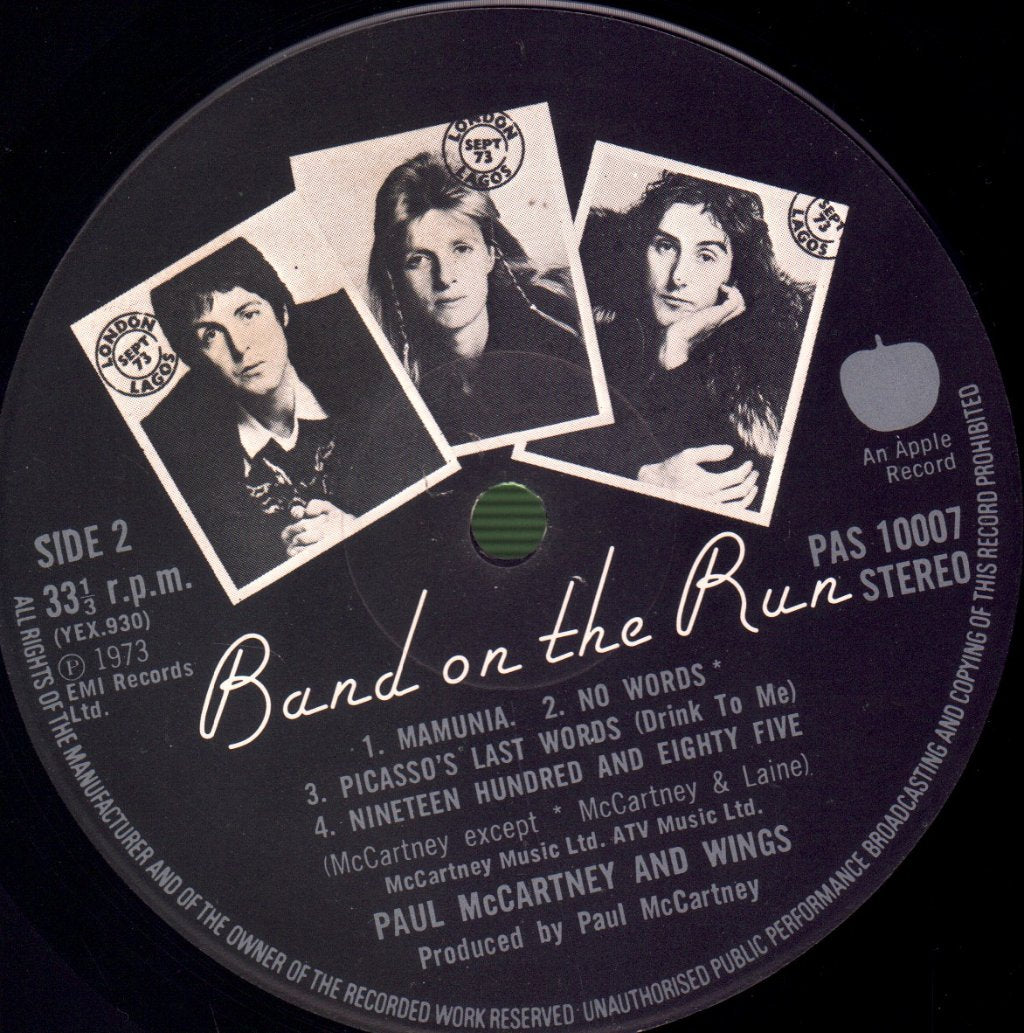 LONDON
SEPT
73
LAGOS
LONDON
SEPT
73
LAGOS
SEPT
73
LAGOS
An Apple
Record
SIDE 2
33⅓ r.p.m.
(YEX.930)
℗ 1973
EMI Records
Ltd.
PAS 10007
STEREO
Band on the Run
1. MAMUNIA. 2. NO WORDS *
3. PICASSO'S LAST WORDS (Drink To Me)
4. NINETEEN HUNDRED AND EIGHTY FIVE
(McCartney except * McCartney & Laine)
McCartney Music Ltd. ATV Music Ltd.
PAUL McCARTNEY AND WINGS
Produced by Paul McCartney
ALL RIGHTS OF THE MANUFACTURER AND OF THE OWNER OF THE RECORDED WORK RESERVED · UNAUTHORISED PUBLIC PERFORMANCE BROADCASTING AND COPYING OF THIS RECORD PROHIBITED